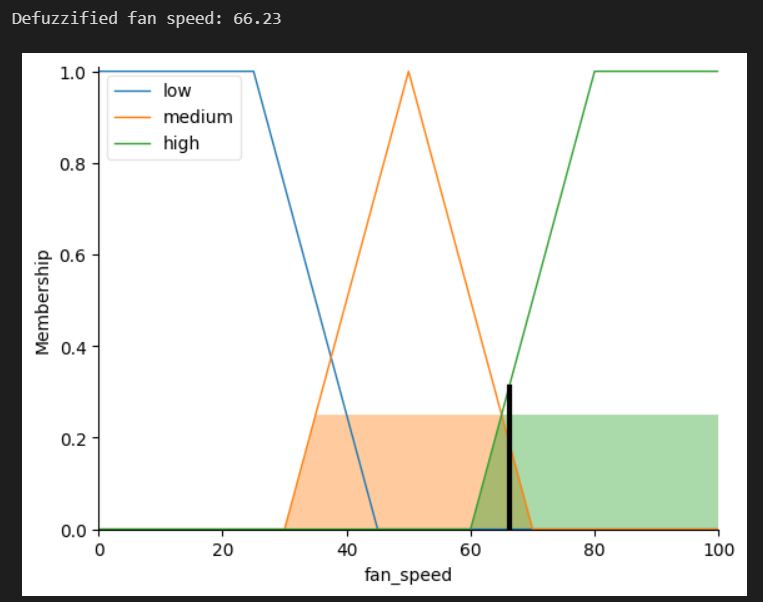 Defuzzified fan speed: 66.23
1.0
low
medium
high
0.8
0.6
Membership
0.4
0.2
0.0
0 20 40 60 80 100
fan_speed